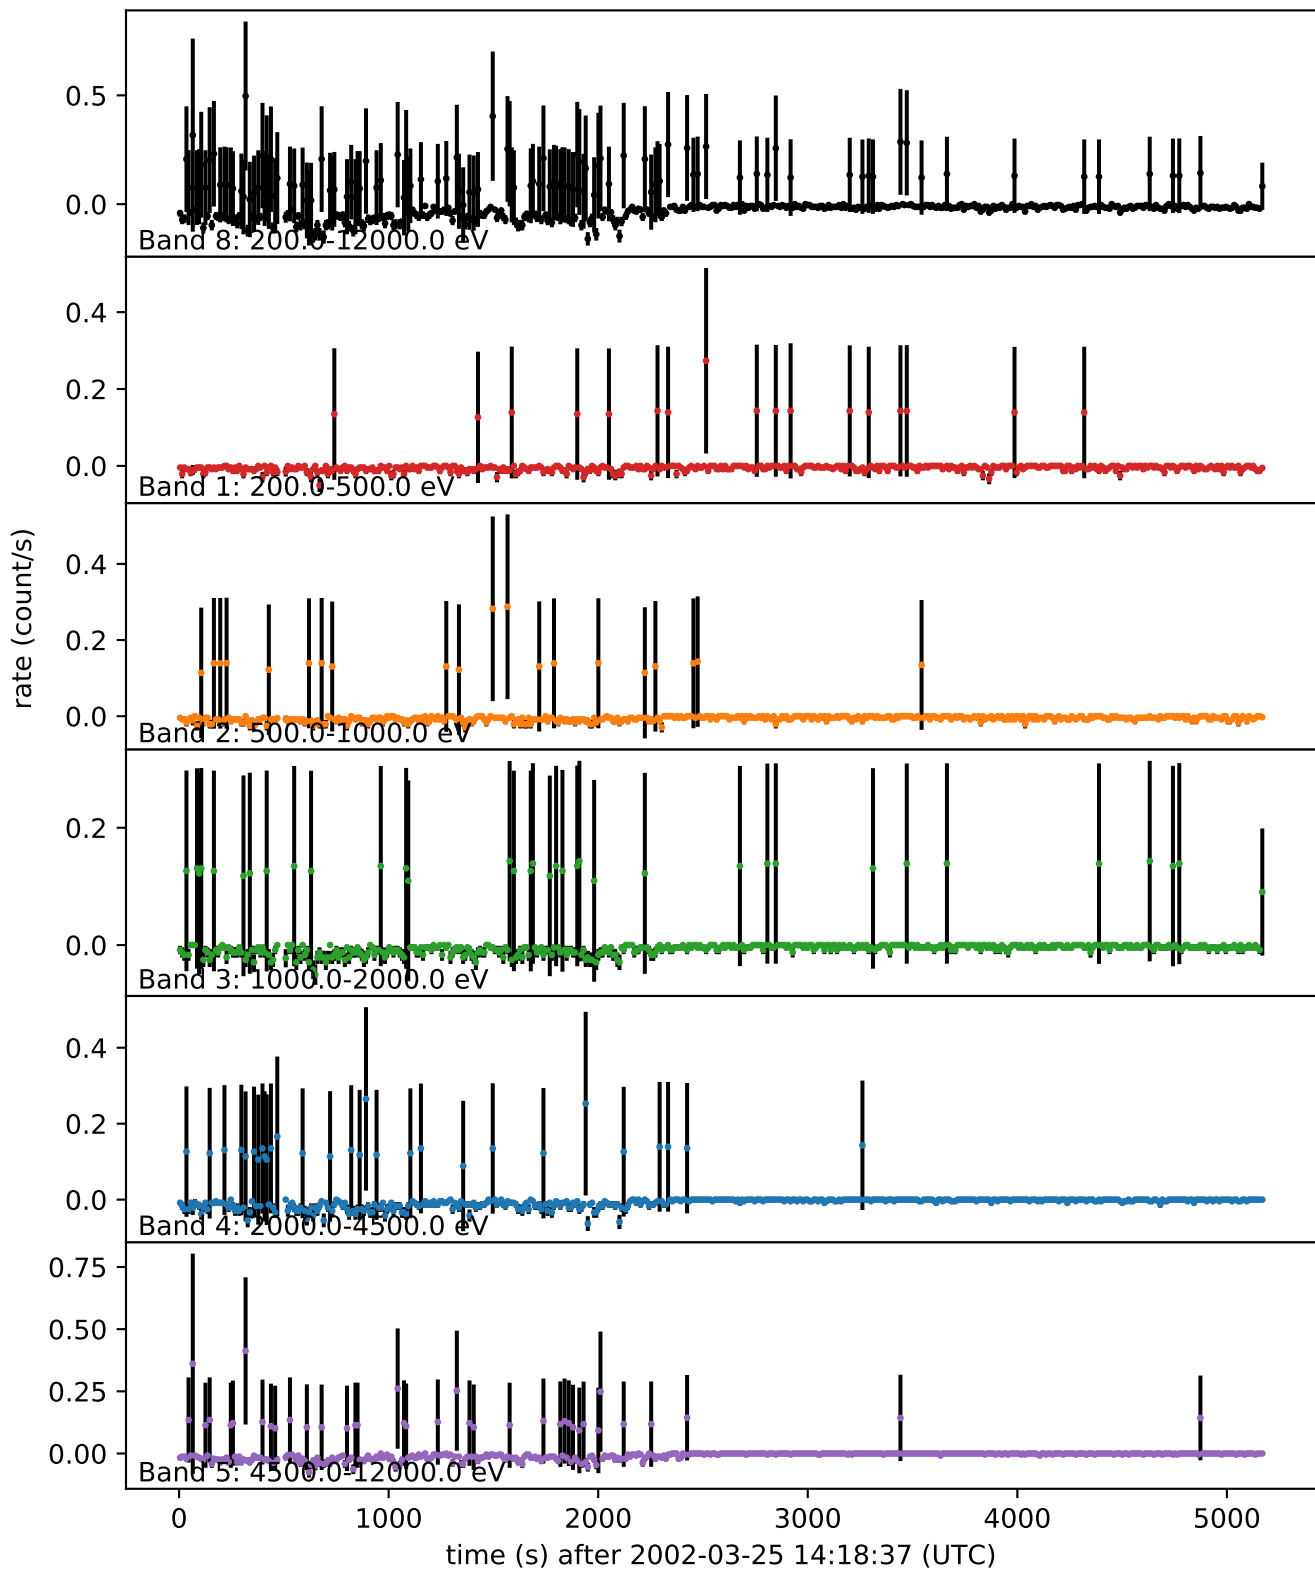 0.5
0.0
Band 8: 200.0-12000.0 eV
0.4
0.2
0.0
Band 1: 200.0-500.0 eV
0.4
0.2
0.0
Band 2: 500.0-1000.0 eV
rate (count/s)
0.2
0.0
Band 3: 1000.0-2000.0 eV
0.4
0.2
0.0
Band 4: 2000.0-4500.0 eV
0.75
0.50
0.25
0.00
Band 5: 4500.0-12000.0 eV
0 1000 2000 3000 4000 5000
time (s) after 2002-03-25 14:18:37 (UTC)